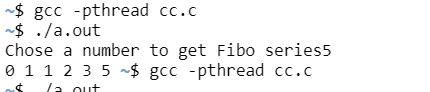 ~$ gcc -pthread cc.c
~$ ./a.out
Chose a number to get Fibo series5
0 1 1 2 3 5 ~$ gcc -pthread cc.c
~$ ./a.out